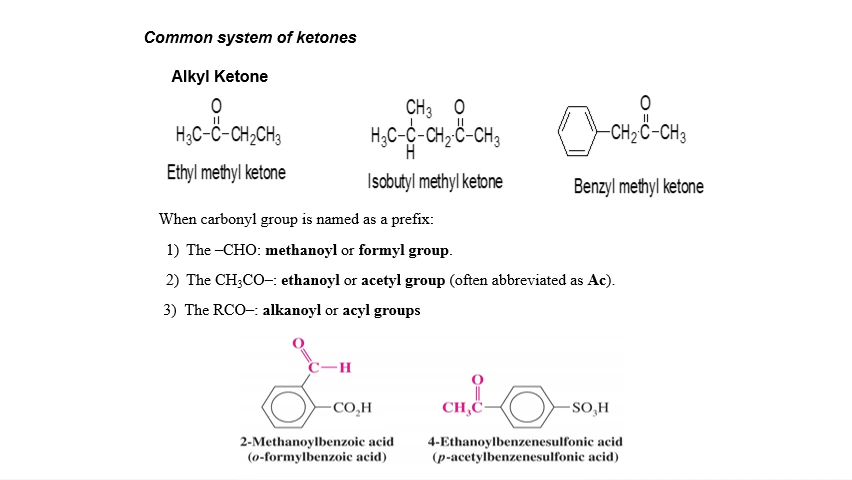 Common system of ketones
Alkyl Ketone
O
H₃C-C-CH₂CH₃
Ethyl methyl ketone
CH₃ O
H₃C-C-CH₂-C-CH₃
H
Isobutyl methyl ketone
O
-CH₂-C-CH₃
Benzyl methyl ketone
When carbonyl group is named as a prefix:
1) The –CHO: methanoyl or formyl group.
2) The CH₃CO–: ethanoyl or acetyl group (often abbreviated as Ac).
3) The RCO–: alkanoyl or acyl groups
O
C—H
CO₂H
2-Methanoylbenzoic acid
(o-formylbenzoic acid)
O
CH₃C
SO₃H
4-Ethanoylbenzenesulfonic acid
(p-acetylbenzenesulfonic acid)